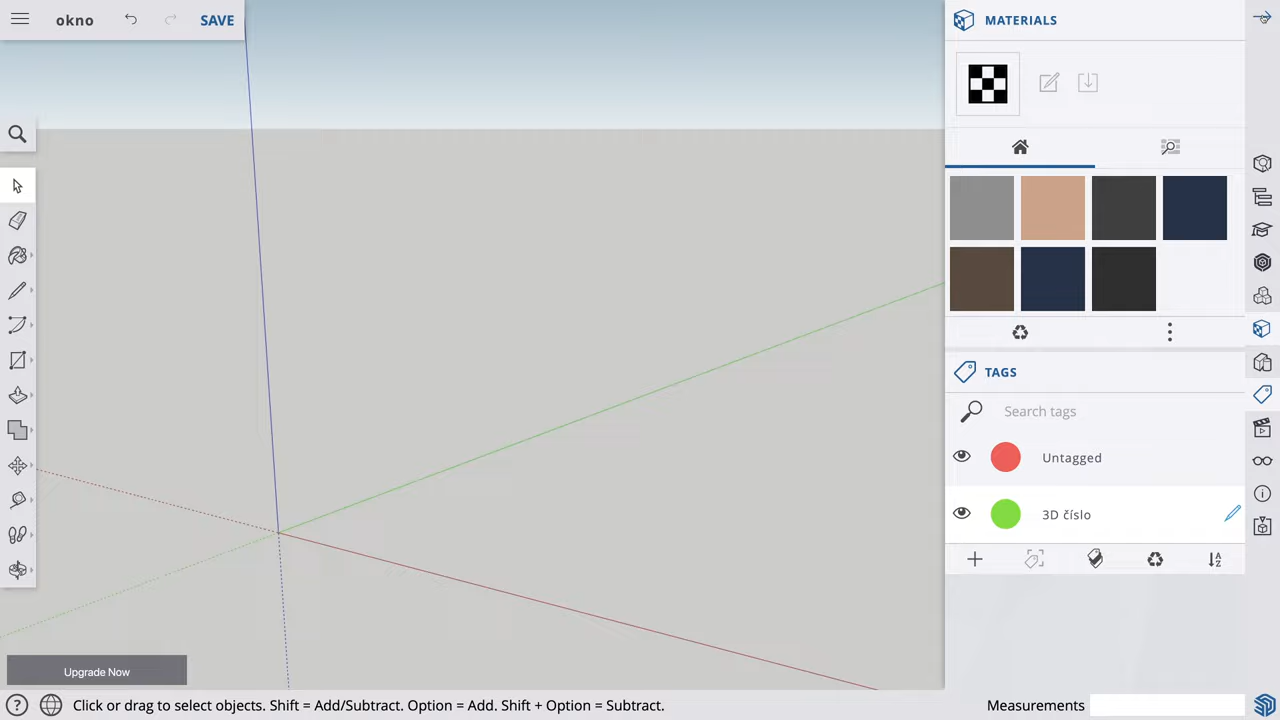 okno
SAVE
MATERIALS
TAGS
Search tags
Untagged
3D číslo
A
Z
Upgrade Now
? Click or drag to select objects. Shift = Add/Subtract. Option = Add. Shift + Option = Subtract.
Measurements